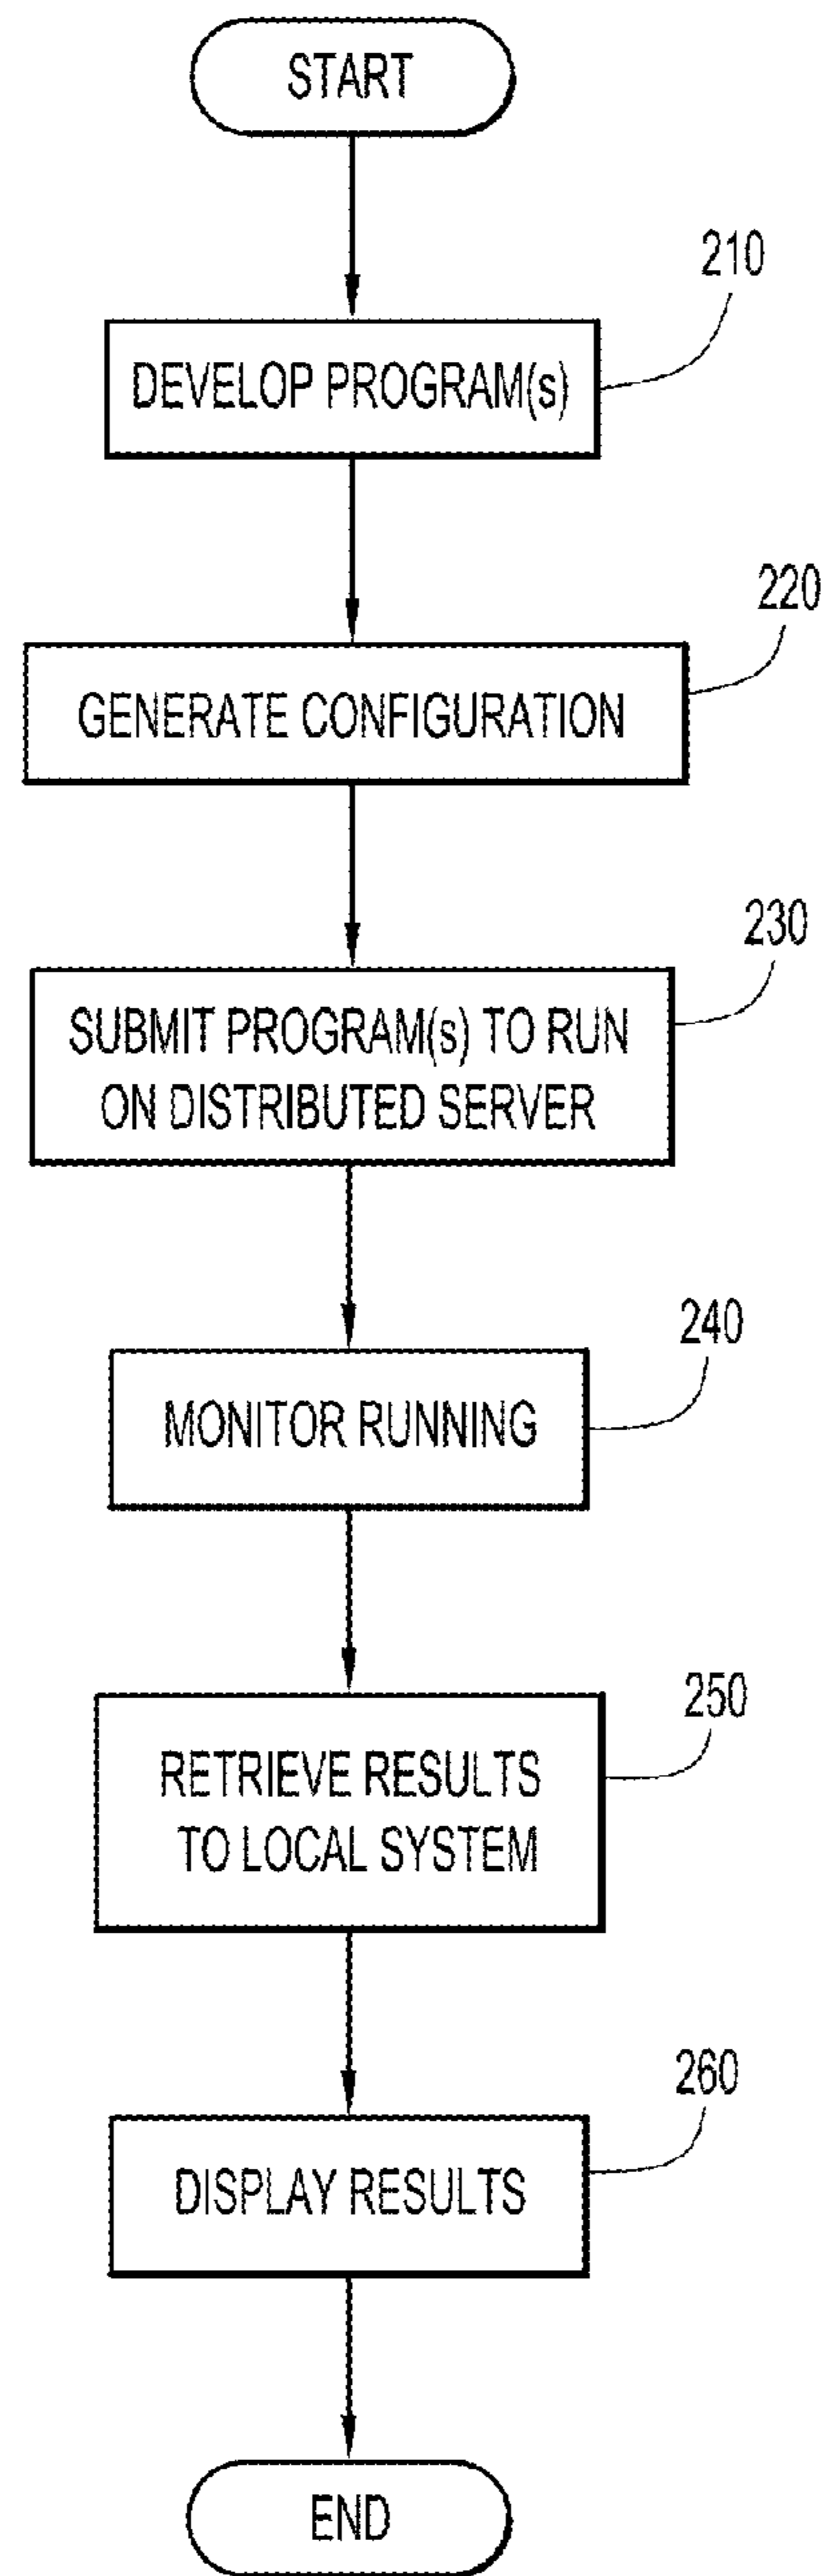 START
210
DEVELOP PROGRAM(s)
220
GENERATE CONFIGURATION
230
SUBMIT PROGRAM(s) TO RUN
ON DISTRIBUTED SERVER
240
MONITOR RUNNING
250
RETRIEVE RESULTS
TO LOCAL SYSTEM
260
DISPLAY RESULTS
END